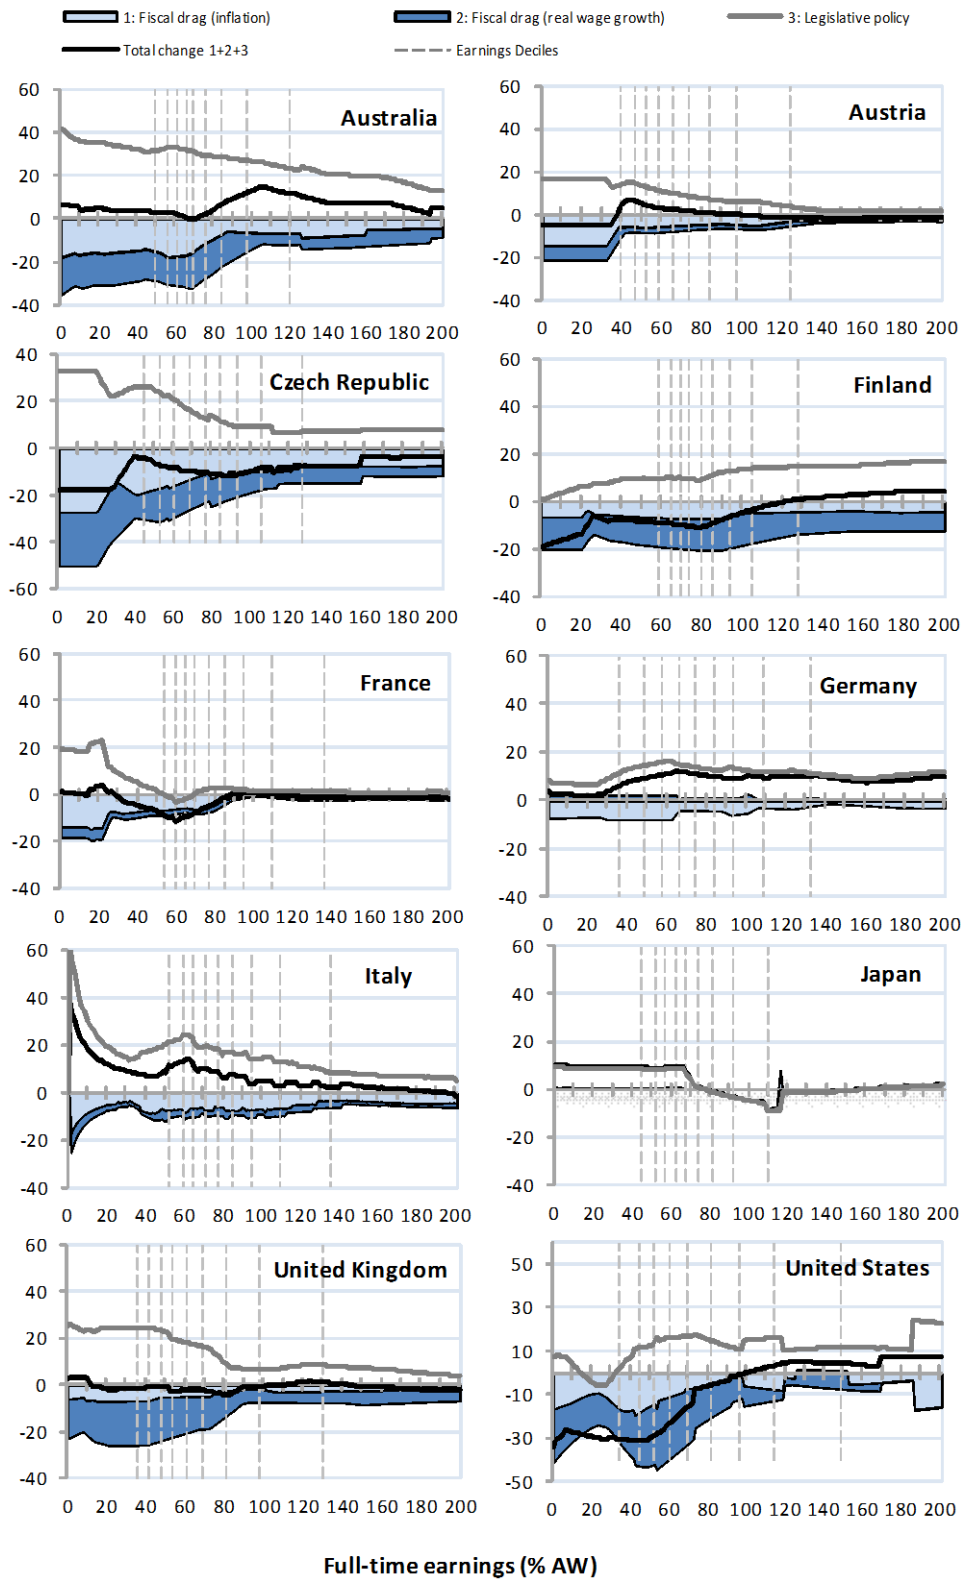 1: Fiscal drag (inflation) 2: Fiscal drag (real wage growth) 3: Legislative policy
Total change 1+2+3 Earnings Deciles
60 40 20 0 -20 -40
Australia
0 20 40 60 80 100 120 140 160 180 200
60 40 20 0 -20 -40
Austria
0 20 40 60 80 100 120 140 160 180 200
40 20 0 -20 -40 -60
Czech Republic
0 20 40 60 80 100 120 140 160 180 200
60 40 20 0 -20 -40
Finland
0 20 40 60 80 100 120 140 160 180 200
60 40 20 0 -20 -40
France
0 20 40 60 80 100 120 140 160 180 200
60 40 20 0 -20 -40
Germany
0 20 40 60 80 100 120 140 160 180 200
60 40 20 0 -20 -40
Italy
0 20 40 60 80 100 120 140 160 180 200
60 40 20 0 -20 -40
Japan
0 20 40 60 80 100 120 140 160 180 200
60 40 20 0 -20 -40
United Kingdom
0 20 40 60 80 100 120 140 160 180 200
50 30 10 -10 -30 -50
United States
0 20 40 60 80 100 120 140 160 180 200
Full-time earnings (% AW)